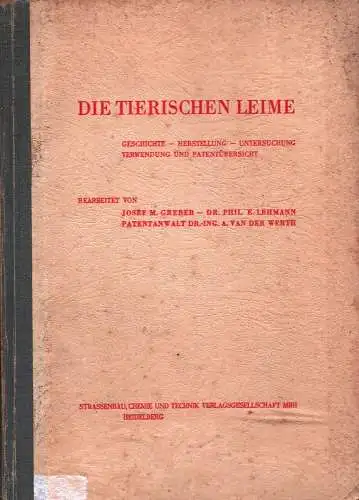 DIE TIERISCHEN LEIME
GESCHICHTE – HERSTELLUNG – UNTERSUCHUNG
VERWENDUNG UND PATENTÜBERSICHT
BEARBEITET VON
JOSEF M. GREBER – DR. PHIL. E. LEHMANN
PATENTANWALT DR.-ING. A. VAN DER WERTH
STRASSENBAU, CHEMIE UND TECHNIK VERLAGSGESELLSCHAFT MBH
HEIDELBERG